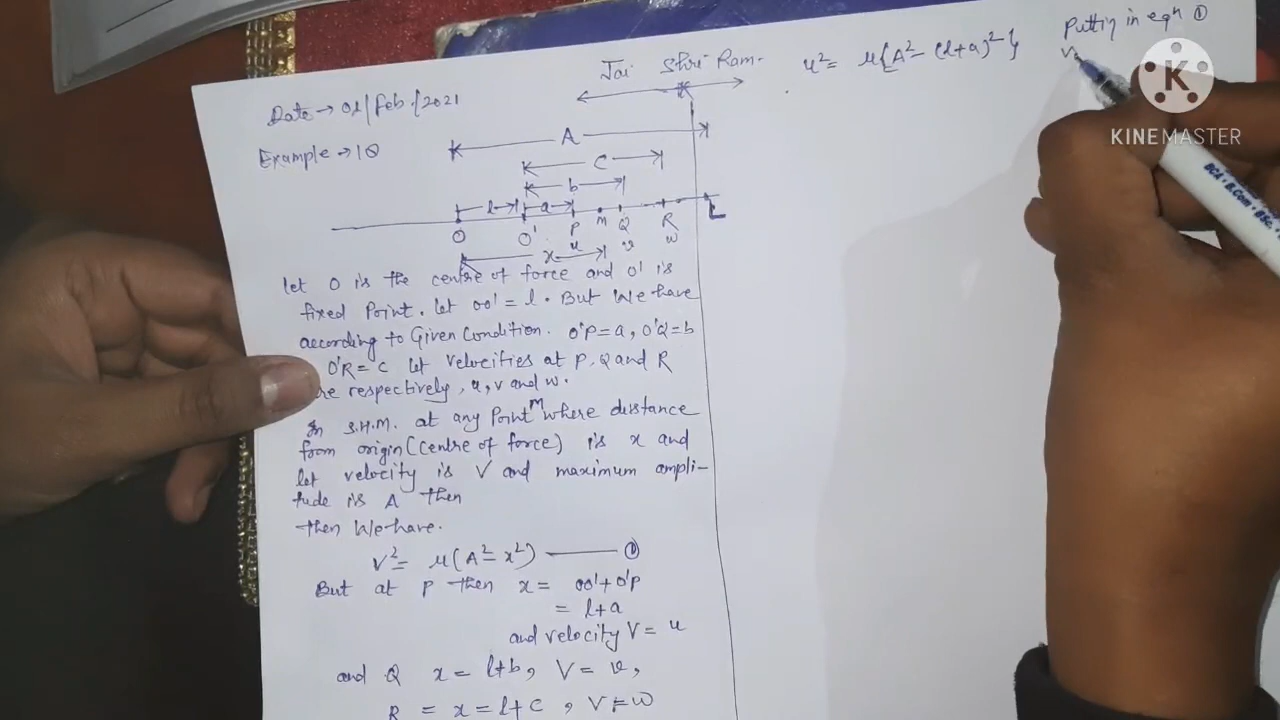 Jai Shri Ram.
Date → 01/Feb./2021
Example → 10
A
C
b
l a
O O' P M Q R L
u v w
x
let O is the centre of force and O' is
fixed Point. let OO' = l. But We have
according to Given Condition. O'P=a, O'Q=b
O'R = C let velocities at P, Q and R
are respectively, u, v and w.
In S.H.M. at any Point M where distance
from origin (centre of force) is x and
let velocity is V and maximum ampli-
tude is A then
then We have.
V² = μ(A² - x²) ——— ①
But at P then x = OO' + O'P
= l+a
and velocity V = u
and Q x = l+b, V = v,
R = x = l+C, V = w
u² = μ{A² - (l+a)²} Putting in eqn ①
KINEMASTER
BCA • B.Com • BSc